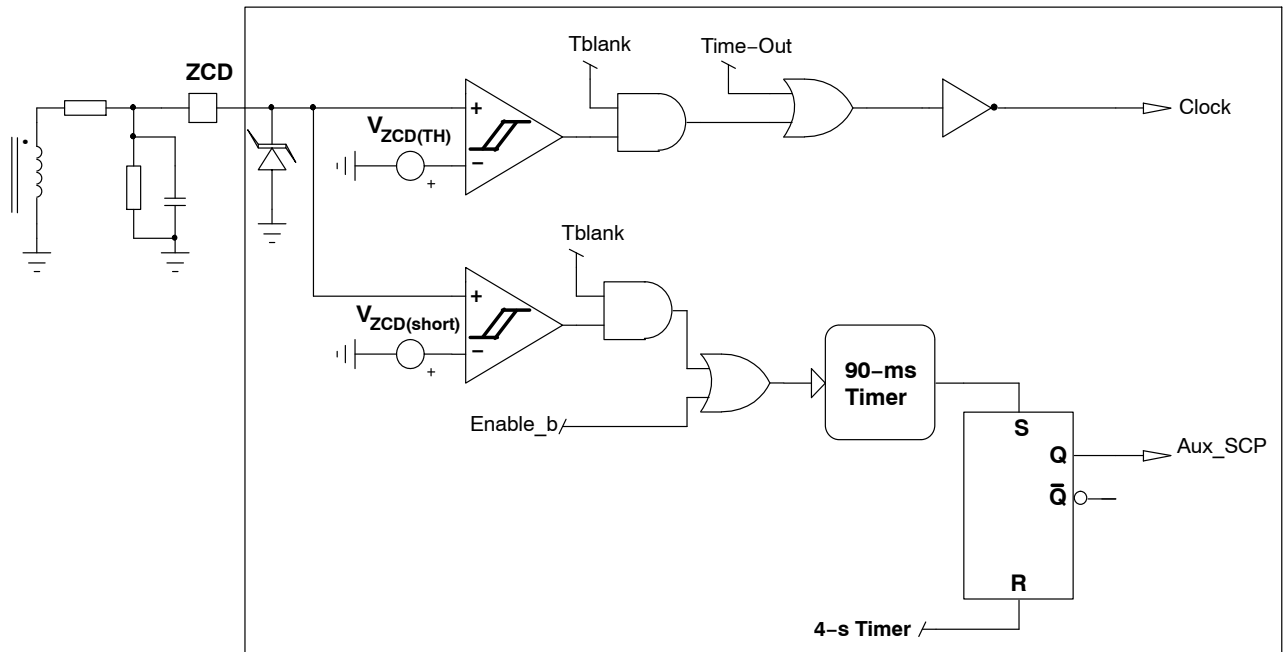 Tblank
Time−Out
ZCD
+
VZCD(TH)
−
+
Clock
Tblank
+
VZCD(short)
−
+
90−ms
Timer
Enable_b
S
Q
Aux_SCP
Q̅
R
4−s Timer